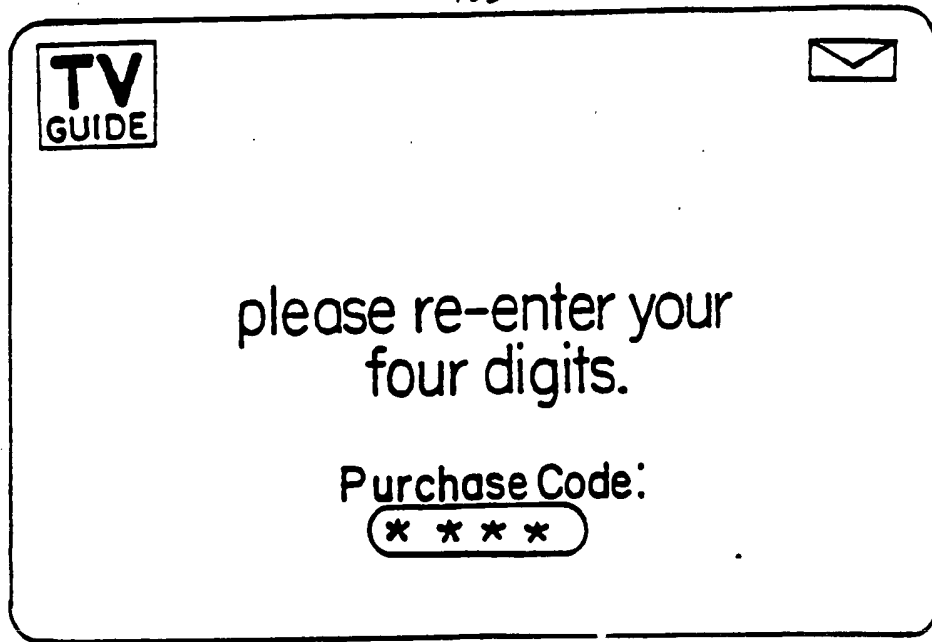 TV
GUIDE
please re-enter your
four digits.
Purchase Code:
* * * *